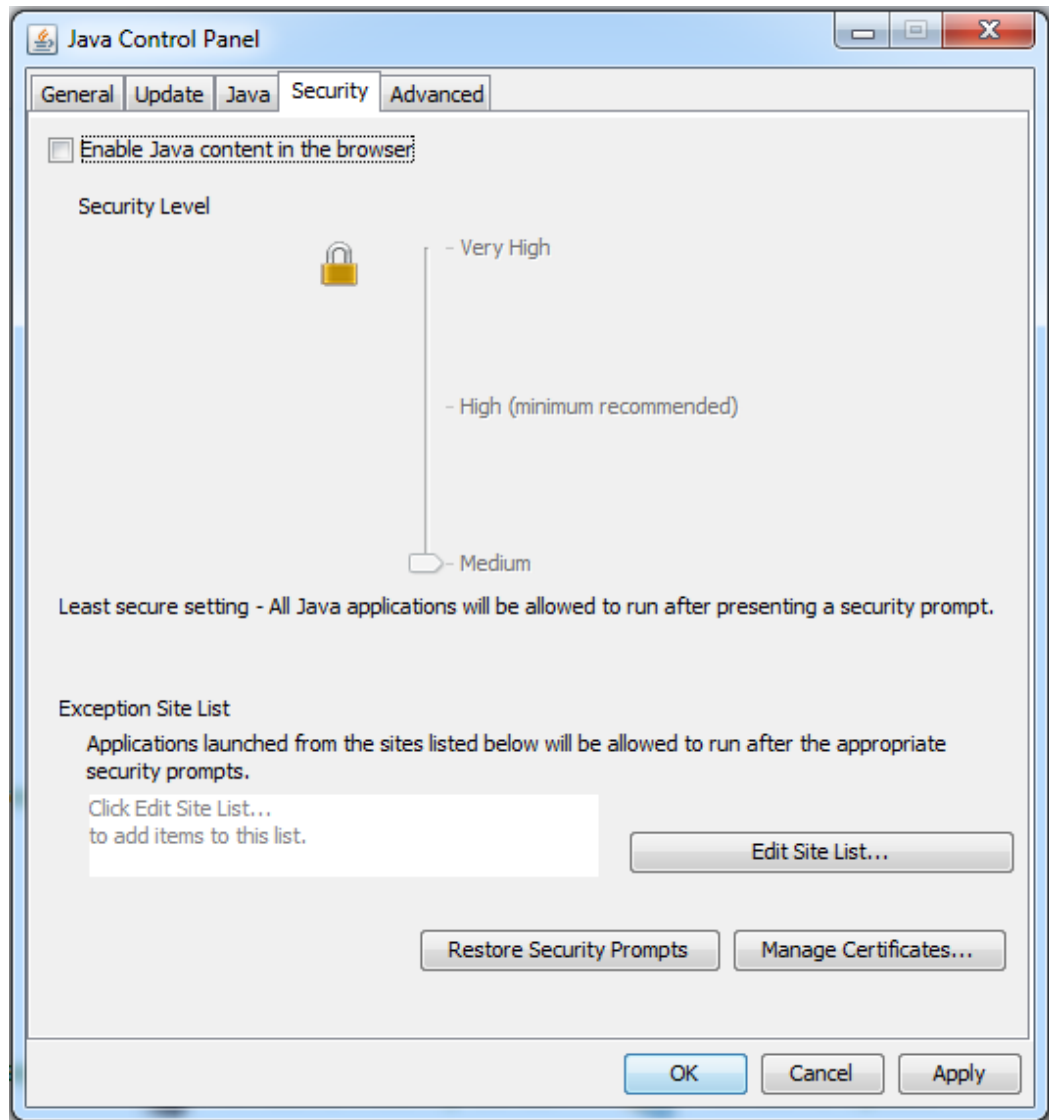 Java Control Panel
General
Update
Java
Security
Advanced
Enable Java content in the browser
Security Level
- Very High
- High (minimum recommended)
- Medium
Least secure setting - All Java applications will be allowed to run after presenting a security prompt.
Exception Site List
Applications launched from the sites listed below will be allowed to run after the appropriate
security prompts.
Click Edit Site List...
to add items to this list.
Edit Site List...
Restore Security Prompts
Manage Certificates...
OK
Cancel
Apply